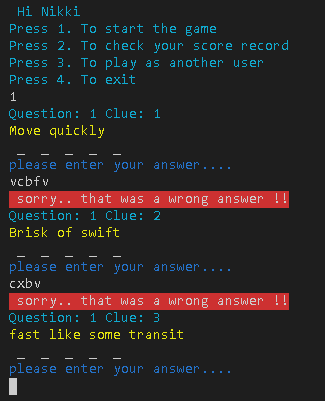 Hi Nikki
Press 1. To start the game
Press 2. To check your score record
Press 3. To play as another user
Press 4. To exit
1
Question: 1 Clue: 1
Move quickly
_ _ _ _ _
please enter your answer....
vcbfv
sorry.. that was a wrong answer !!
Question: 1 Clue: 2
Brisk of swift
_ _ _ _ _
please enter your answer....
cxbv
sorry.. that was a wrong answer !!
Question: 1 Clue: 3
fast like some transit
_ _ _ _ _
please enter your answer....